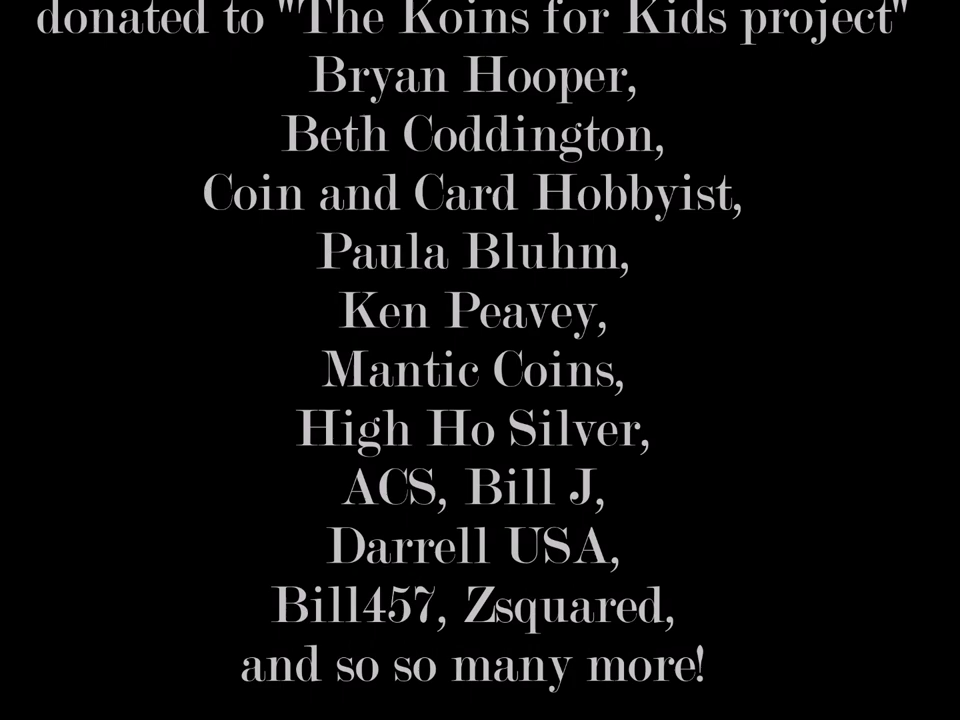 donated to "The Koins for Kids project"
Bryan Hooper,
Beth Coddington,
Coin and Card Hobbyist,
Paula Bluhm,
Ken Peavey,
Mantic Coins,
High Ho Silver,
ACS, Bill J,
Darrell USA,
Bill457, Zsquared,
and so so many more!